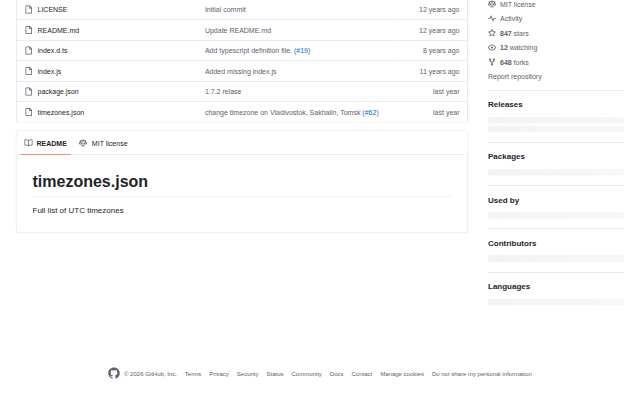 LICENSE Initial commit 12 years ago
README.md Update README.md 12 years ago
index.d.ts Add typescript definition file. (#19) 8 years ago
index.js Added missing index.js 11 years ago
package.json 1.7.2 relase last year
timezones.json change timezone on Vladivostok, Sakhalin, Tomsk (#62) last year
README MIT license
timezones.json
Full list of UTC timezones
MIT license
Activity
847 stars
12 watching
648 forks
Report repository
Releases
Packages
Used by
Contributors
Languages
© 2026 GitHub, Inc. Terms Privacy Security Status Community Docs Contact Manage cookies Do not share my personal information